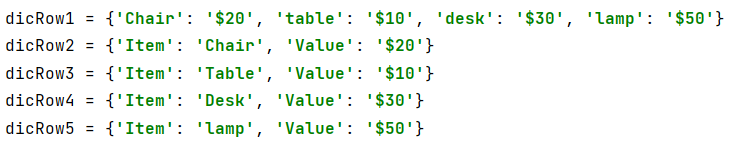 dicRow1 = {'Chair': '$20', 'table': '$10', 'desk': '$30', 'lamp': '$50'}
dicRow2 = {'Item': 'Chair', 'Value': '$20'}
dicRow3 = {'Item': 'Table', 'Value': '$10'}
dicRow4 = {'Item': 'Desk', 'Value': '$30'}
dicRow5 = {'Item': 'lamp', 'Value': '$50'}